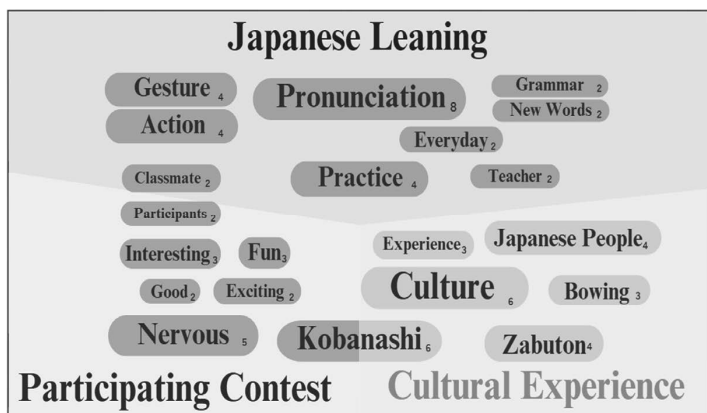 Japanese Leaning
Gesture 4
Pronunciation 8
Grammar 2
New Words 2
Action 4
Everyday 2
Classmate 2
Practice 4
Teacher 2
Participants 2
Interesting 3
Fun 3
Experience 3
Japanese People 4
Good 2
Exciting 2
Culture 6
Bowing 3
Nervous 5
Kobanashi 6
Zabuton 4
Participating Contest
Cultural Experience